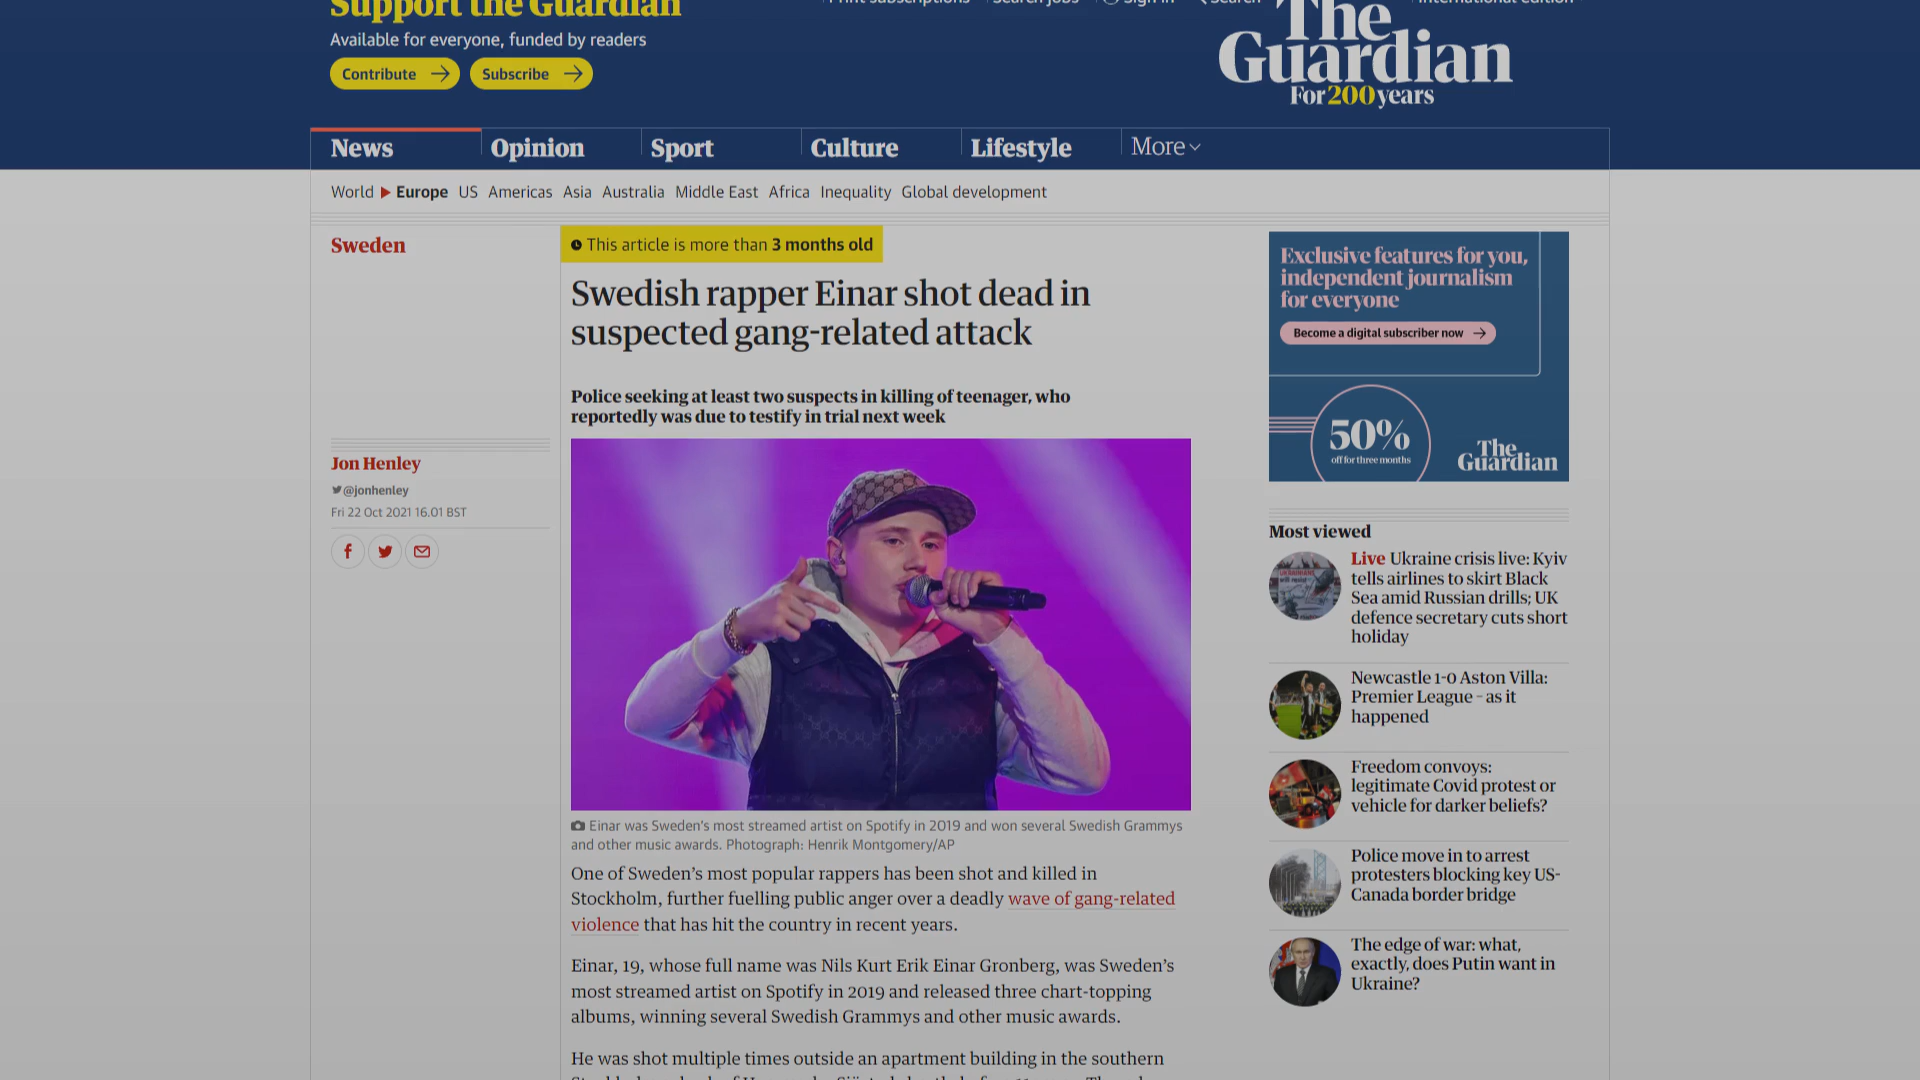 Support the Guardian
Print subscriptions
Search jobs
Sign in
Search
International edition
Available for everyone, funded by readers
Contribute
Subscribe
The
Guardian
For 200 years
News
Opinion
Sport
Culture
Lifestyle
More
World
Europe
US
Americas
Asia
Australia
Middle East
Africa
Inequality
Global development
Sweden
This article is more than 3 months old
Swedish rapper Einar shot dead in
suspected gang-related attack
Police seeking at least two suspects in killing of teenager, who
reportedly was due to testify in trial next week
Jon Henley
@jonhenley
Fri 22 Oct 2021 16.01 BST
Einar was Sweden's most streamed artist on Spotify in 2019 and won several Swedish Grammys
and other music awards. Photograph: Henrik Montgomery/AP
One of Sweden's most popular rappers has been shot and killed in
Stockholm, further fuelling public anger over a deadly wave of gang-related
violence that has hit the country in recent years.
Einar, 19, whose full name was Nils Kurt Erik Einar Gronberg, was Sweden's
most streamed artist on Spotify in 2019 and released three chart-topping
albums, winning several Swedish Grammys and other music awards.
He was shot multiple times outside an apartment building in the southern
Exclusive features for you,
independent journalism
for everyone
Become a digital subscriber now
50%
off for three months
The
Guardian
Most viewed
Live Ukraine crisis live: Kyiv
tells airlines to skirt Black
Sea amid Russian drills; UK
defence secretary cuts short
holiday
Newcastle 1-0 Aston Villa:
Premier League – as it
happened
Freedom convoys:
legitimate Covid protest or
vehicle for darker beliefs?
Police move in to arrest
protesters blocking key US-
Canada border bridge
The edge of war: what,
exactly, does Putin want in
Ukraine?